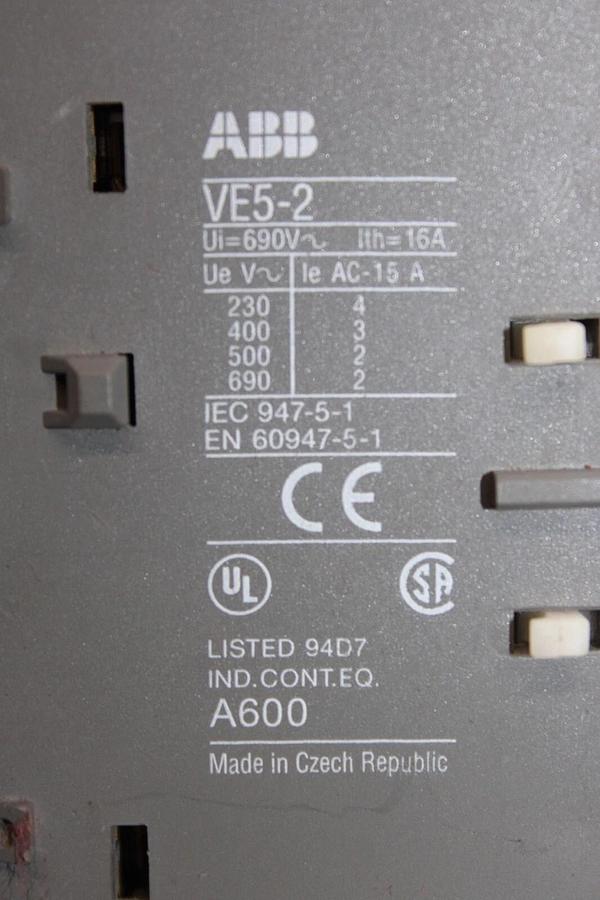 ABB
VE5-2
Ui=690V~ Ith=16A
Ue V~ Ie AC-15 A
230 4
400 3
500 2
690 2
IEC 947-5-1
EN 60947-5-1
CE
UL SA
LISTED 94D7
IND.CONT.EQ.
A600
Made in Czech Republic